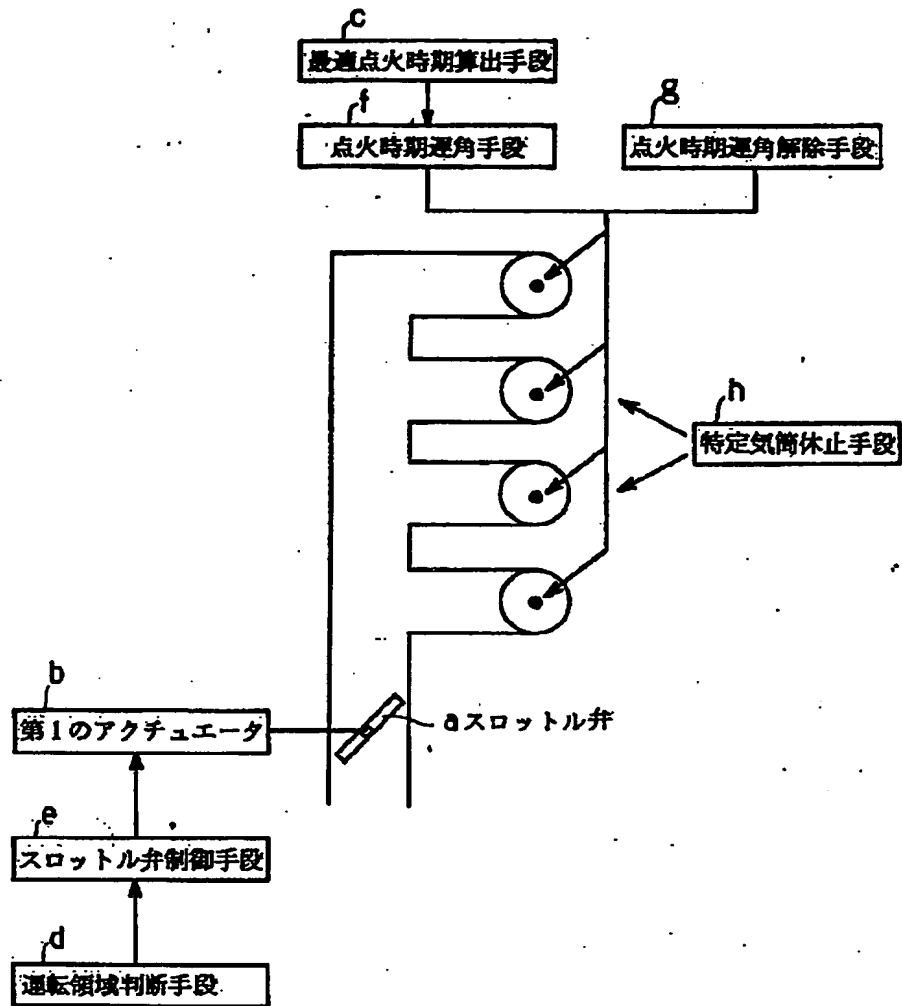 c
最適点火時期算出手段
f
点火時期遅角手段
g
点火時期遅角解除手段
h
特定気筒休止手段
b
第1のアクチュエータ
aスロットル弁
e
スロットル弁制御手段
d
運転領域判断手段